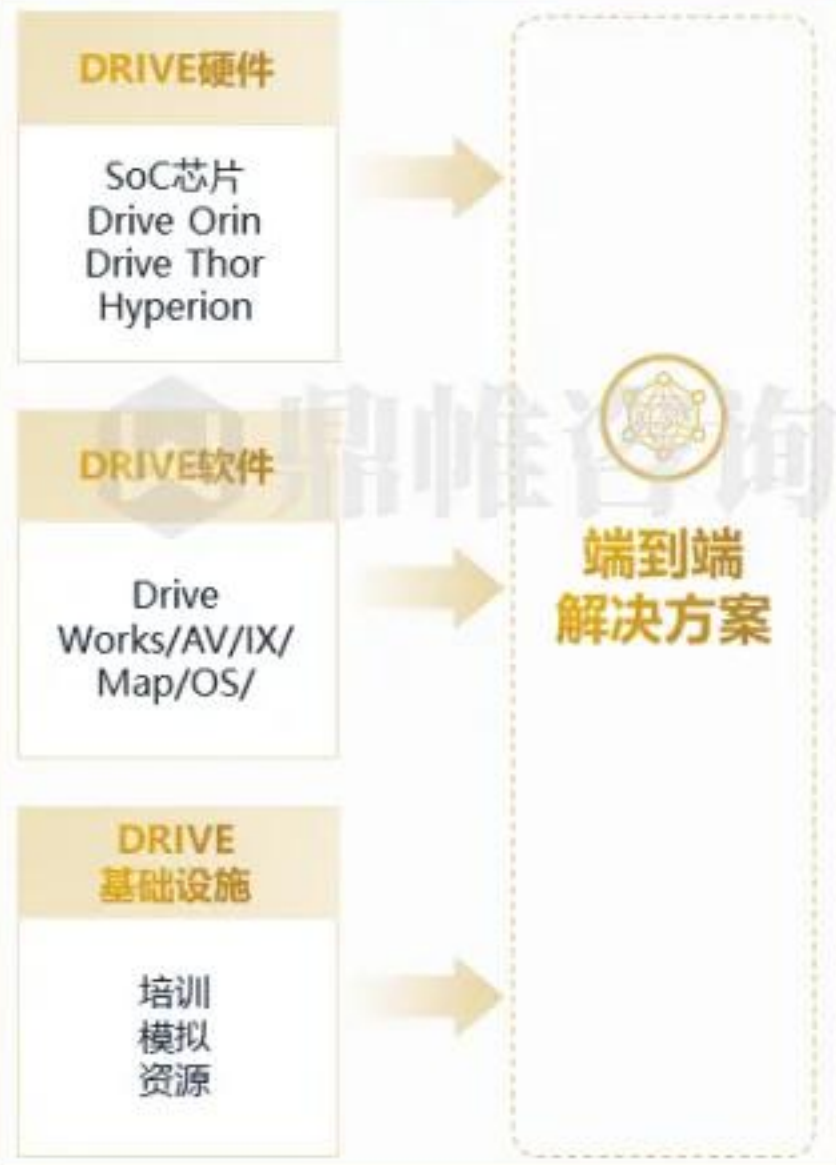 DRIVE硬件
SoC芯片
Drive Orin
Drive Thor
Hyperion
DRIVE软件
Drive
Works/AV/IX/
Map/OS/
DRIVE
基础设施
培训
模拟
资源
端到端
解决方案
鼎帷咨询